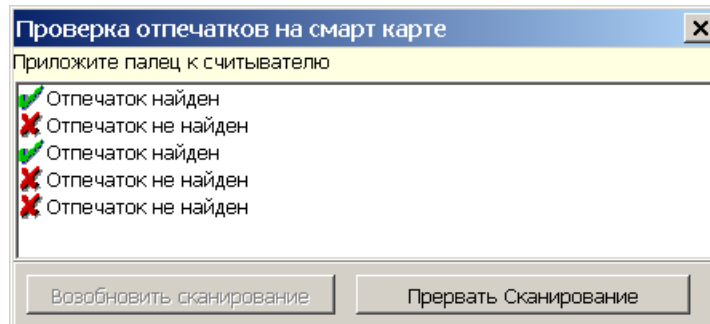 Проверка отпечатков на смарт карте
Приложите палец к считывателю
Отпечаток найден
Отпечаток не найден
Отпечаток найден
Отпечаток не найден
Отпечаток не найден
Возобновить сканирование
Прервать Сканирование